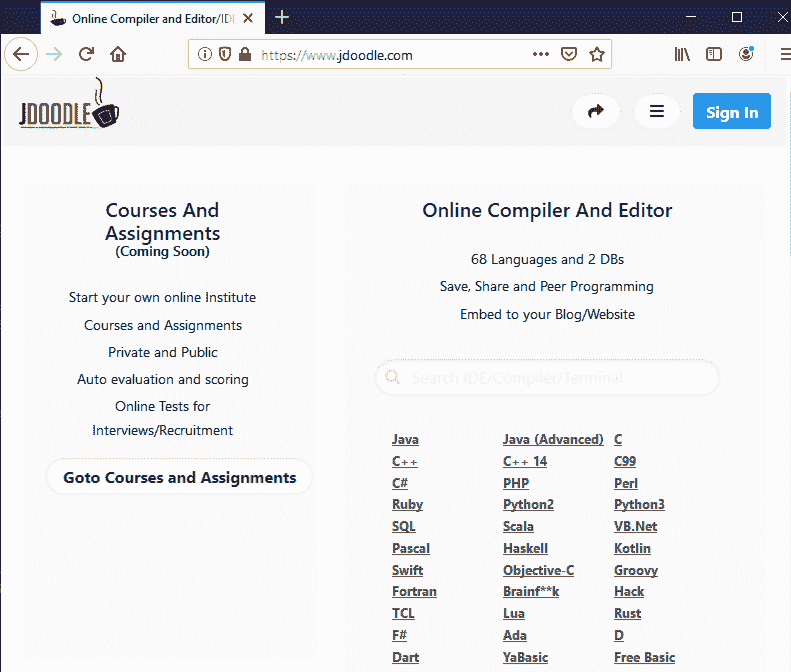 Online Compiler and Editor/IDE
https://www.jdoodle.com
JDOODLE
Sign In
Courses And
Assignments
(Coming Soon)
Start your own online Institute
Courses and Assignments
Private and Public
Auto evaluation and scoring
Online Tests for
Interviews/Recruitment
Goto Courses and Assignments
Online Compiler And Editor
68 Languages and 2 DBs
Save, Share and Peer Programming
Embed to your Blog/Website
Search IDE/Compiler/Terminal
Java Java (Advanced) C
C++ C++ 14 C99
C# PHP Perl
Ruby Python2 Python3
SQL Scala VB.Net
Pascal Haskell Kotlin
Swift Objective-C Groovy
Fortran Brainf**k Hack
TCL Lua Rust
F# Ada D
Dart YaBasic Free Basic